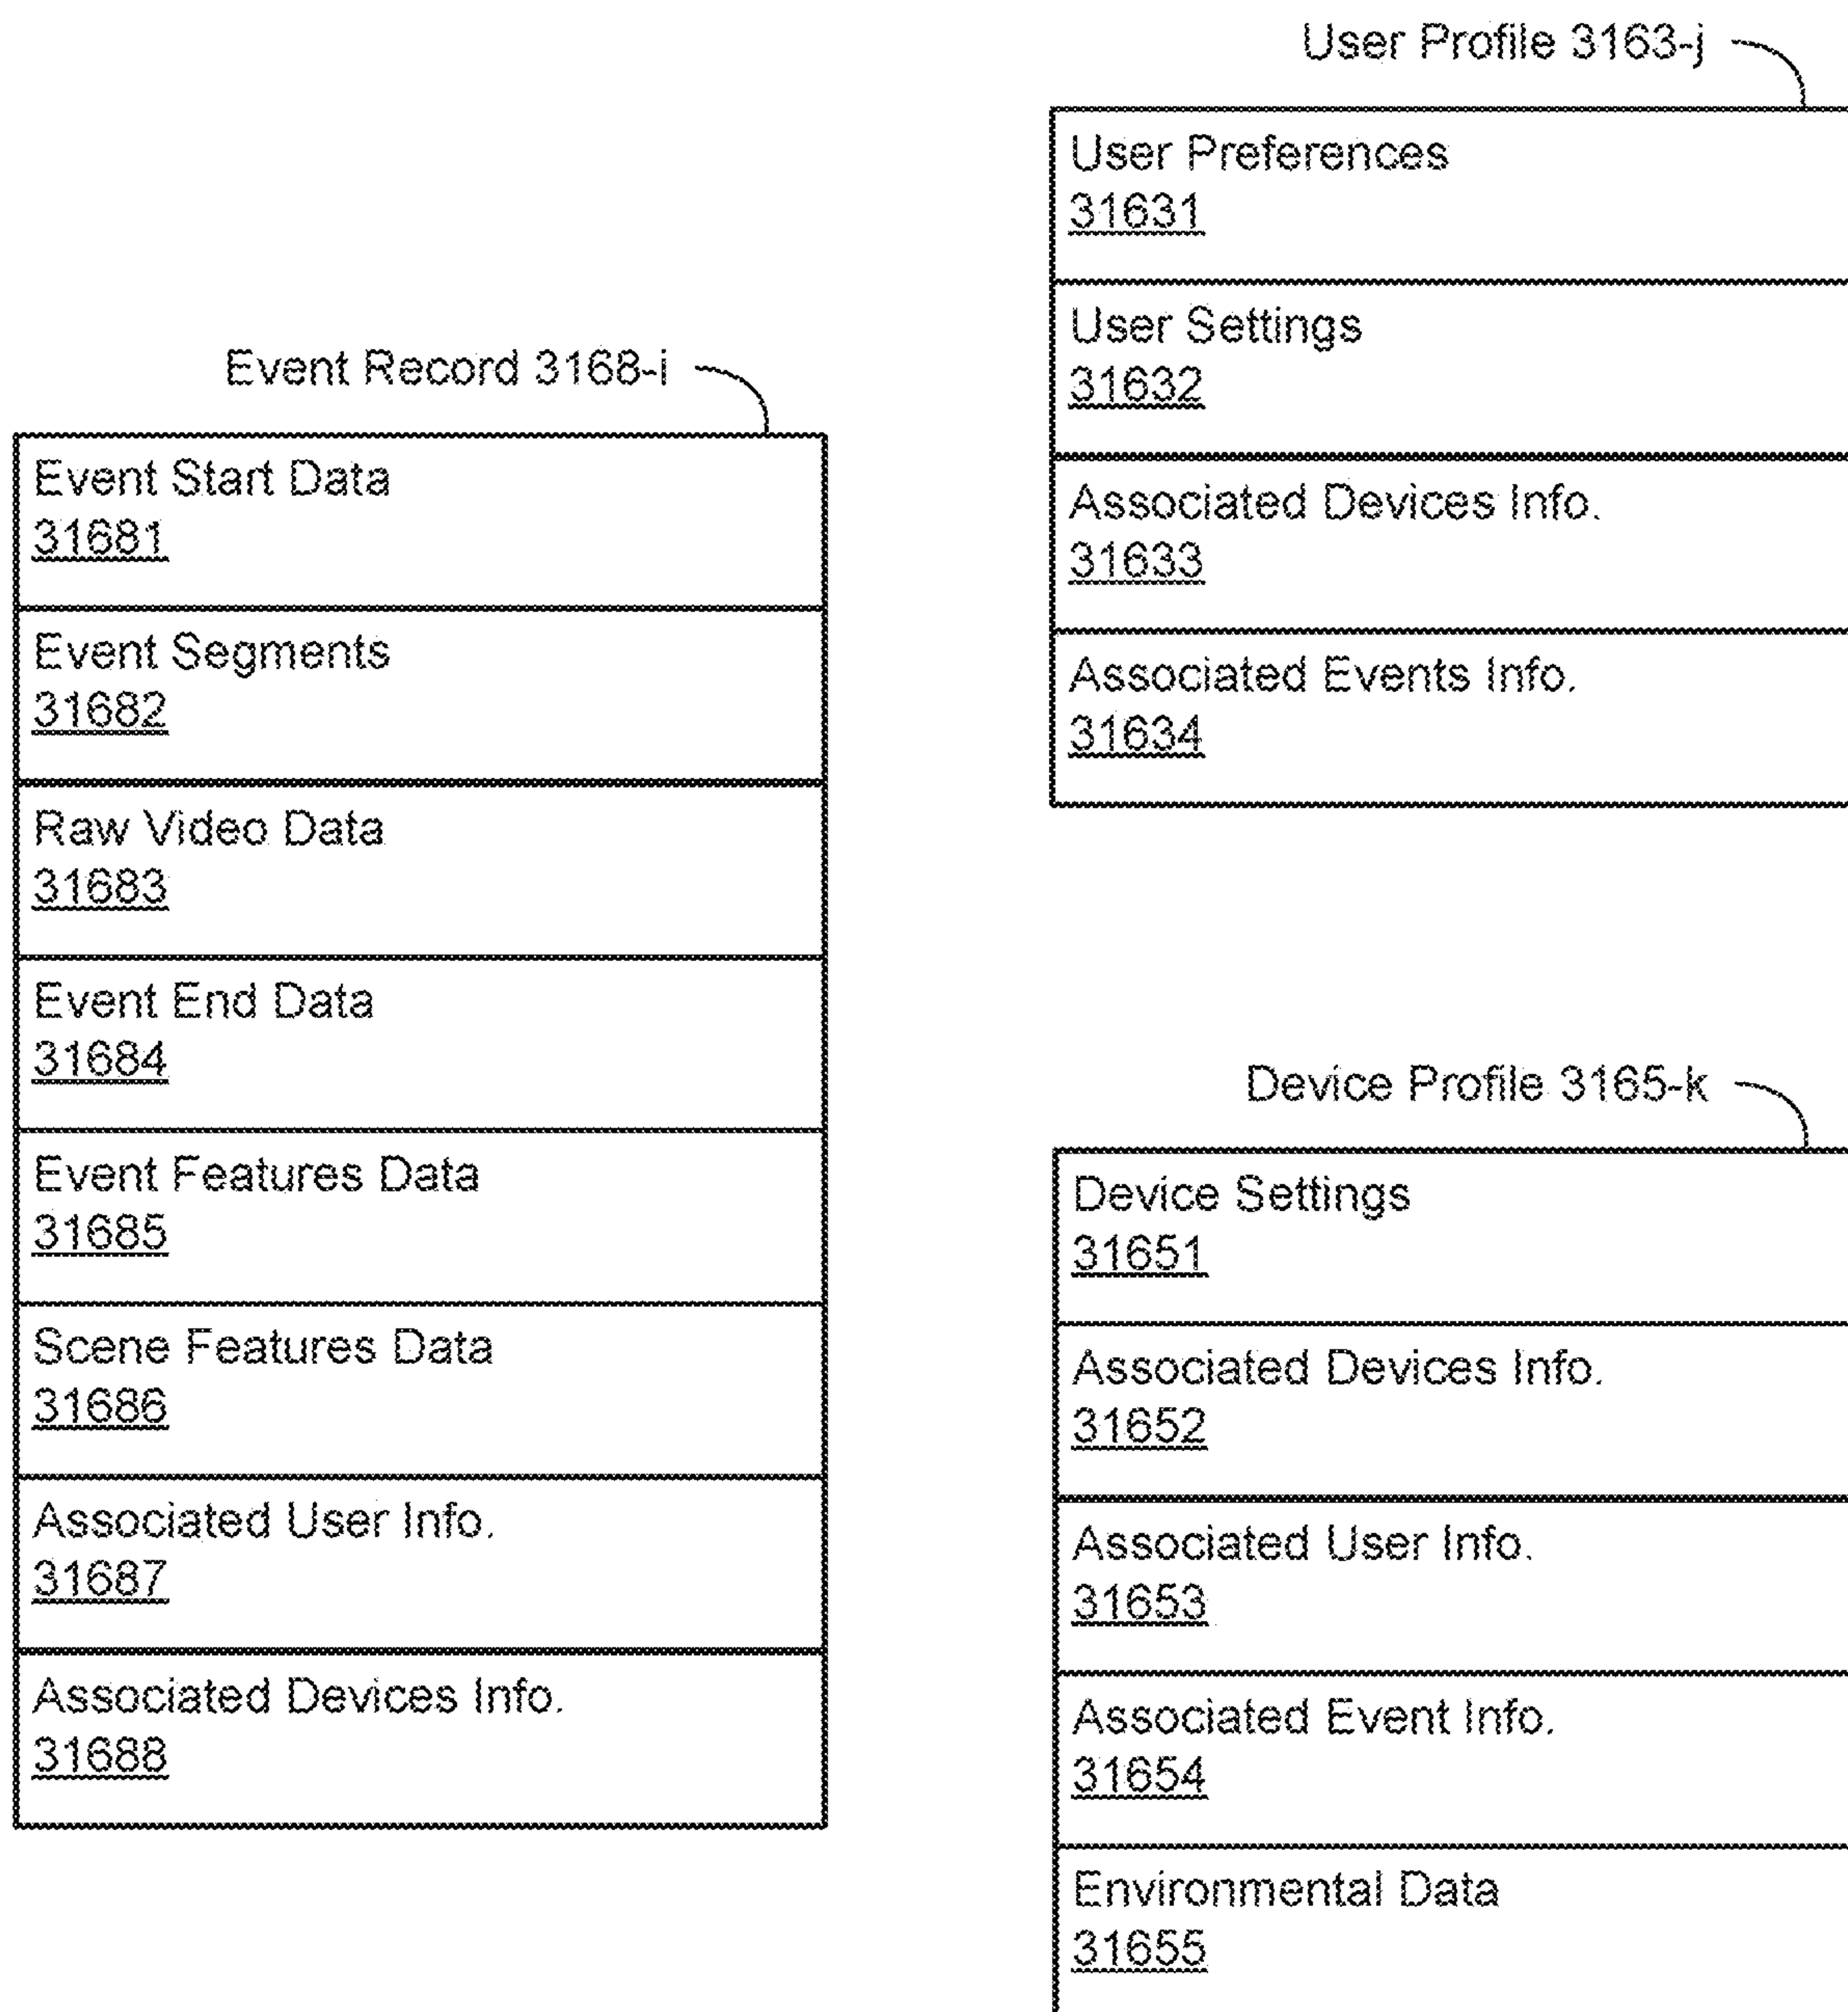 Event Record 3168-i
Event Start Data
31681
Event Segments
31682
Raw Video Data
31683
Event End Data
31684
Event Features Data
31685
Scene Features Data
31686
Associated User Info.
31687
Associated Devices Info.
31688
User Profile 3163-j
User Preferences
31631
User Settings
31632
Associated Devices Info.
31633
Associated Events Info.
31634
Device Profile 3165-k
Device Settings
31651
Associated Devices Info.
31652
Associated User Info.
31653
Associated Event Info.
31654
Environmental Data
31655